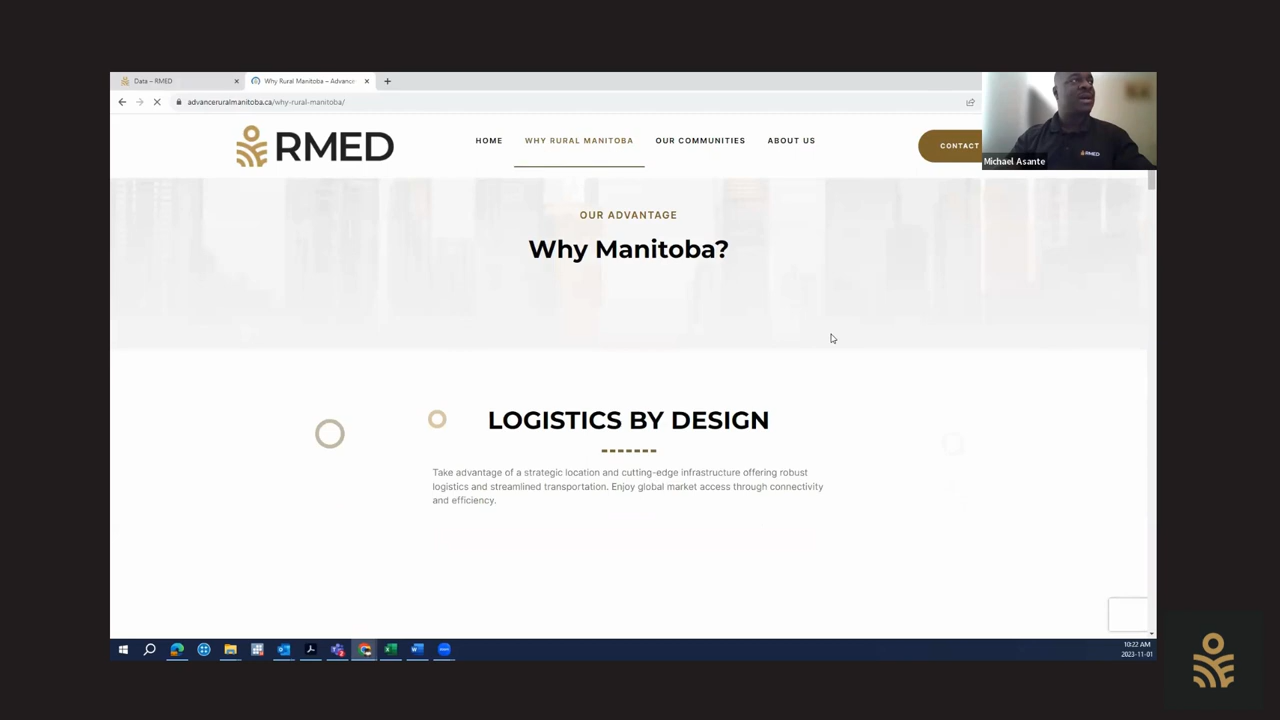 Data – RMED
Why Rural Manitoba – Advanc
advanceruralmanitoba.ca/why-rural-manitoba/
RMED
HOME
WHY RURAL MANITOBA
OUR COMMUNITIES
ABOUT US
CONTACT
RMED
Michael Asante
OUR ADVANTAGE
Why Manitoba?
LOGISTICS BY DESIGN
Take advantage of a strategic location and cutting-edge infrastructure offering robust
logistics and streamlined transportation. Enjoy global market access through connectivity
and efficiency.
10:22 AM
2023-11-01